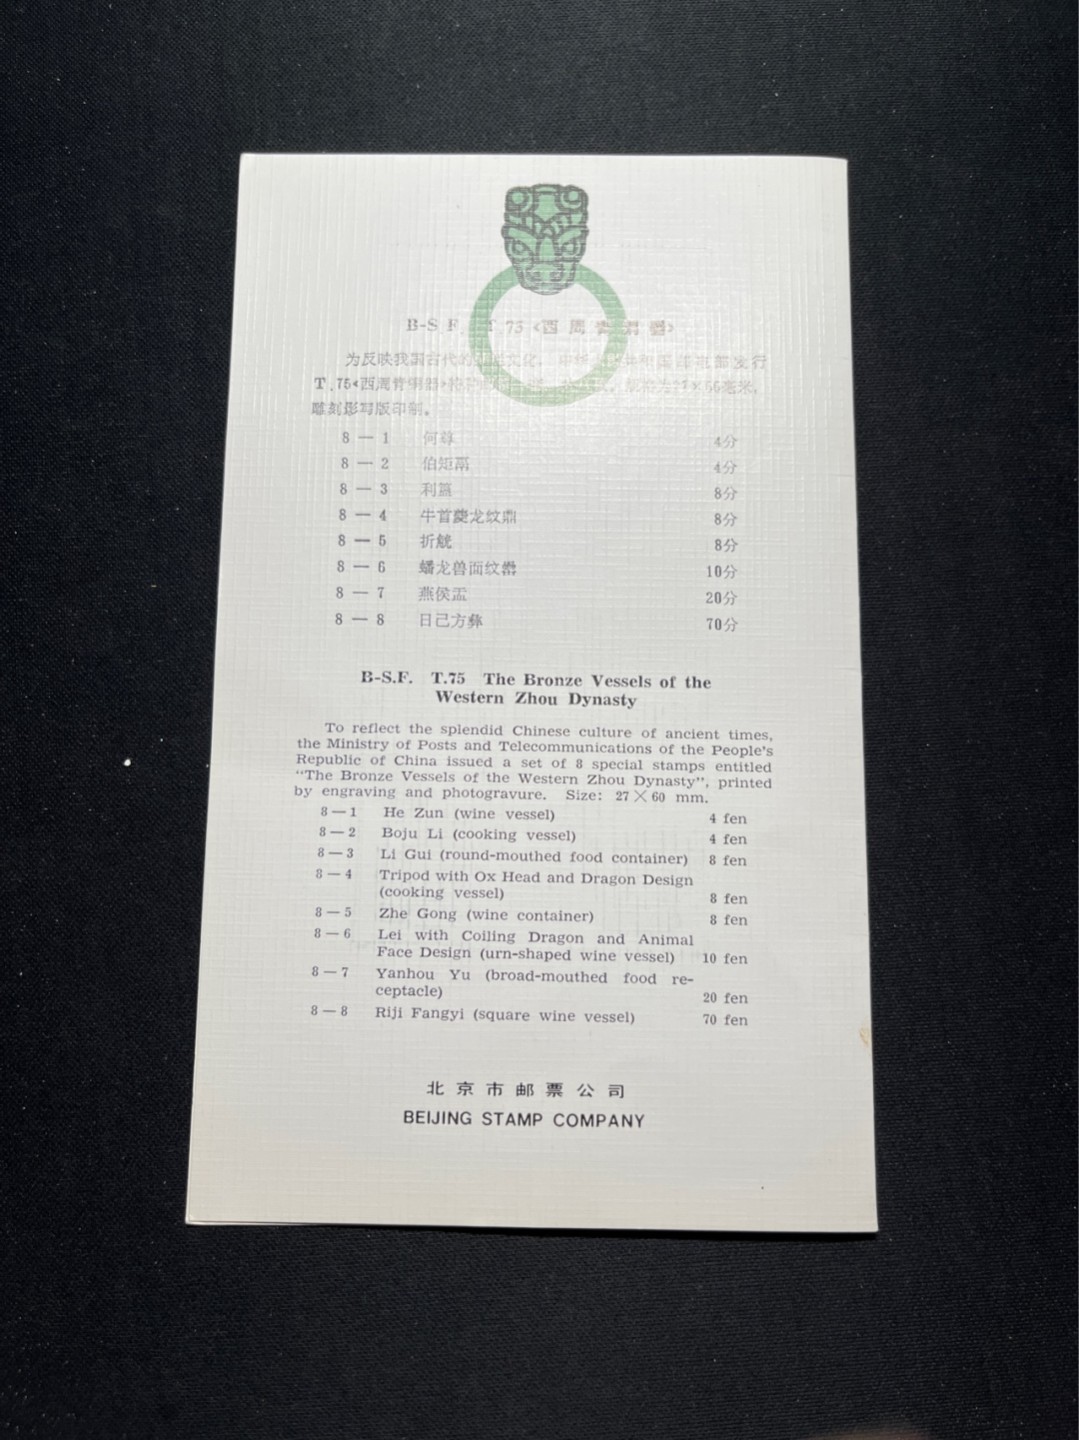 B-S F. T.75 《西周青铜器》
为反映我国古代的 文化，中华 国邮电部发行
T.75《西周青铜器》 毫米，
雕刻影写版印制。
8—1 何尊 4分
8—2 伯矩鬲 4分
8—3 利簋 8分
8—4 牛首夔龙纹鼎 8分
8—5 折觥 8分
8—6 蟠龙兽面纹罍 10分
8—7 燕侯盂 20分
8—8 日己方彝 70分
B-S.F. T.75 The Bronze Vessels of the
Western Zhou Dynasty
To reflect the splendid Chinese culture of ancient times,
the Ministry of Posts and Telecommunications of the People's
Republic of China issued a set of 8 special stamps entitled
"The Bronze Vessels of the Western Zhou Dynasty", printed
by engraving and photogravure. Size: 27×60 mm.
8—1 He Zun (wine vessel) 4 fen
8—2 Boju Li (cooking vessel) 4 fen
8—3 Li Gui (round-mouthed food container) 8 fen
8—4 Tripod with Ox Head and Dragon Design
(cooking vessel) 8 fen
8—5 Zhe Gong (wine container) 8 fen
8—6 Lei with Coiling Dragon and Animal
Face Design (urn-shaped wine vessel) 10 fen
8—7 Yanhou Yu (broad-mouthed food re-
ceptacle) 20 fen
8—8 Riji Fangyi (square wine vessel) 70 fen
北京市邮票公司
BEIJING STAMP COMPANY